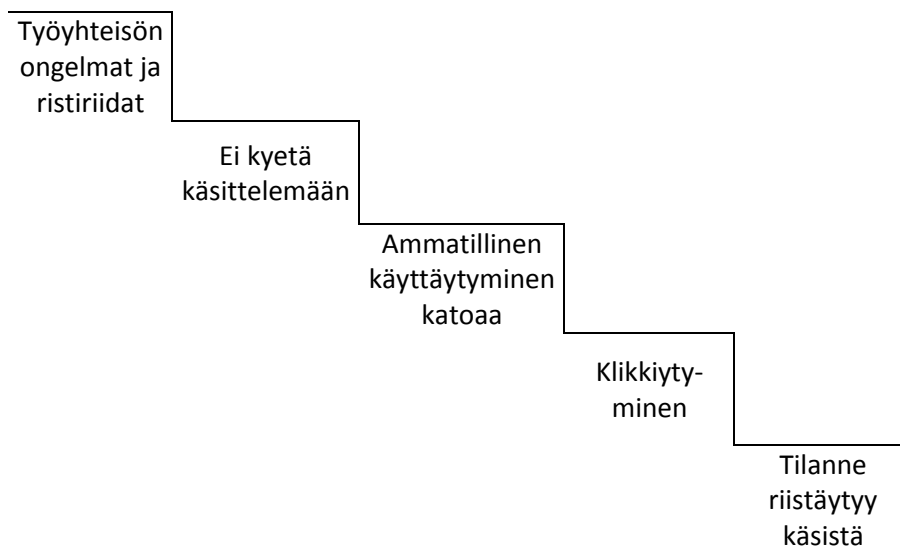 Työyhteisön
ongelmat ja
ristiriidat
Ei kyetä
käsittelemään
Ammatillinen
käyttäytyminen
katoaa
Klikkiyty-
minen
Tilanne
riistäytyy
käsistä